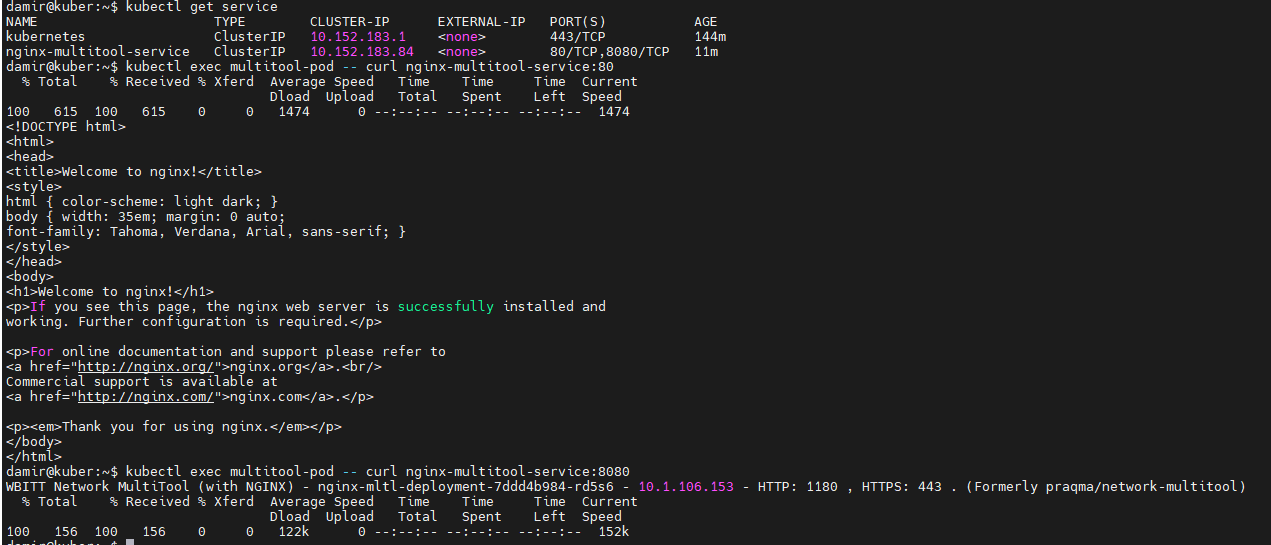 damir@kuber:~$ kubectl get service
NAME                      TYPE        CLUSTER-IP      EXTERNAL-IP   PORT(S)           AGE
kubernetes                ClusterIP   10.152.183.1    <none>        443/TCP           144m
nginx-multitool-service   ClusterIP   10.152.183.84   <none>        80/TCP,8080/TCP   11m
damir@kuber:~$ kubectl exec multitool-pod -- curl nginx-multitool-service:80
  % Total    % Received % Xferd  Average Speed   Time    Time     Time  Current
                                 Dload  Upload   Total   Spent    Left  Speed
100   615  100   615    0     0   1474      0 --:--:-- --:--:-- --:--:--  1474
<!DOCTYPE html>
<html>
<head>
<title>Welcome to nginx!</title>
<style>
html { color-scheme: light dark; }
body { width: 35em; margin: 0 auto;
font-family: Tahoma, Verdana, Arial, sans-serif; }
</style>
</head>
<body>
<h1>Welcome to nginx!</h1>
<p>If you see this page, the nginx web server is successfully installed and
working. Further configuration is required.</p>

<p>For online documentation and support please refer to
<a href="http://nginx.org/">nginx.org</a>.<br/>
Commercial support is available at
<a href="http://nginx.com/">nginx.com</a>.</p>

<p><em>Thank you for using nginx.</em></p>
</body>
</html>
damir@kuber:~$ kubectl exec multitool-pod -- curl nginx-multitool-service:8080
WBITT Network MultiTool (with NGINX) - nginx-mltl-deployment-7ddd4b984-rd5s6 - 10.1.106.153 - HTTP: 1180 , HTTPS: 443 . (Formerly praqma/network-multitool)
  % Total    % Received % Xferd  Average Speed   Time    Time     Time  Current
                                 Dload  Upload   Total   Spent    Left  Speed
100   156  100   156    0     0   122k      0 --:--:-- --:--:-- --:--:--  152k
damir@kuber:~$